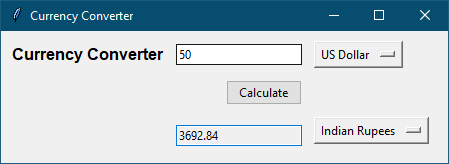 Currency Converter
Currency Converter 50 US Dollar
Calculate
3692.84 Indian Rupees